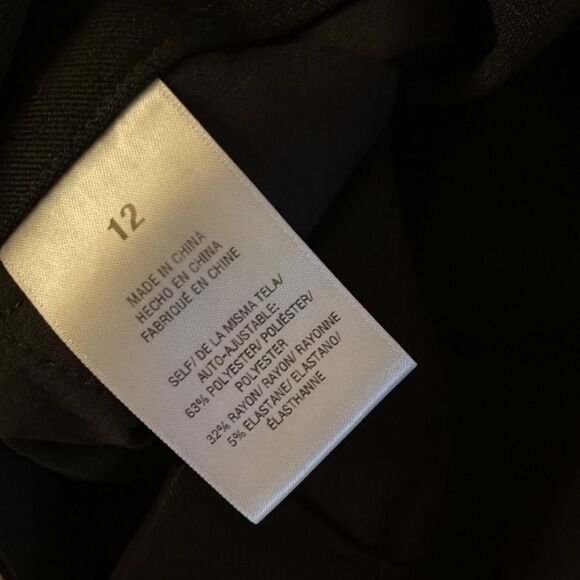 12
MADE IN CHINA
HECHO EN CHINA
FABRIQUÉ EN CHINE
SELF/ DE LA MISMA TELA/
AUTO-AJUSTABLE:
63% POLYESTER/ POLIÉSTER/
POLYESTER
32% RAYON/ RAYON/ RAYONNE
5% ELASTANE/ ELASTANO/
ÉLASTHANNE